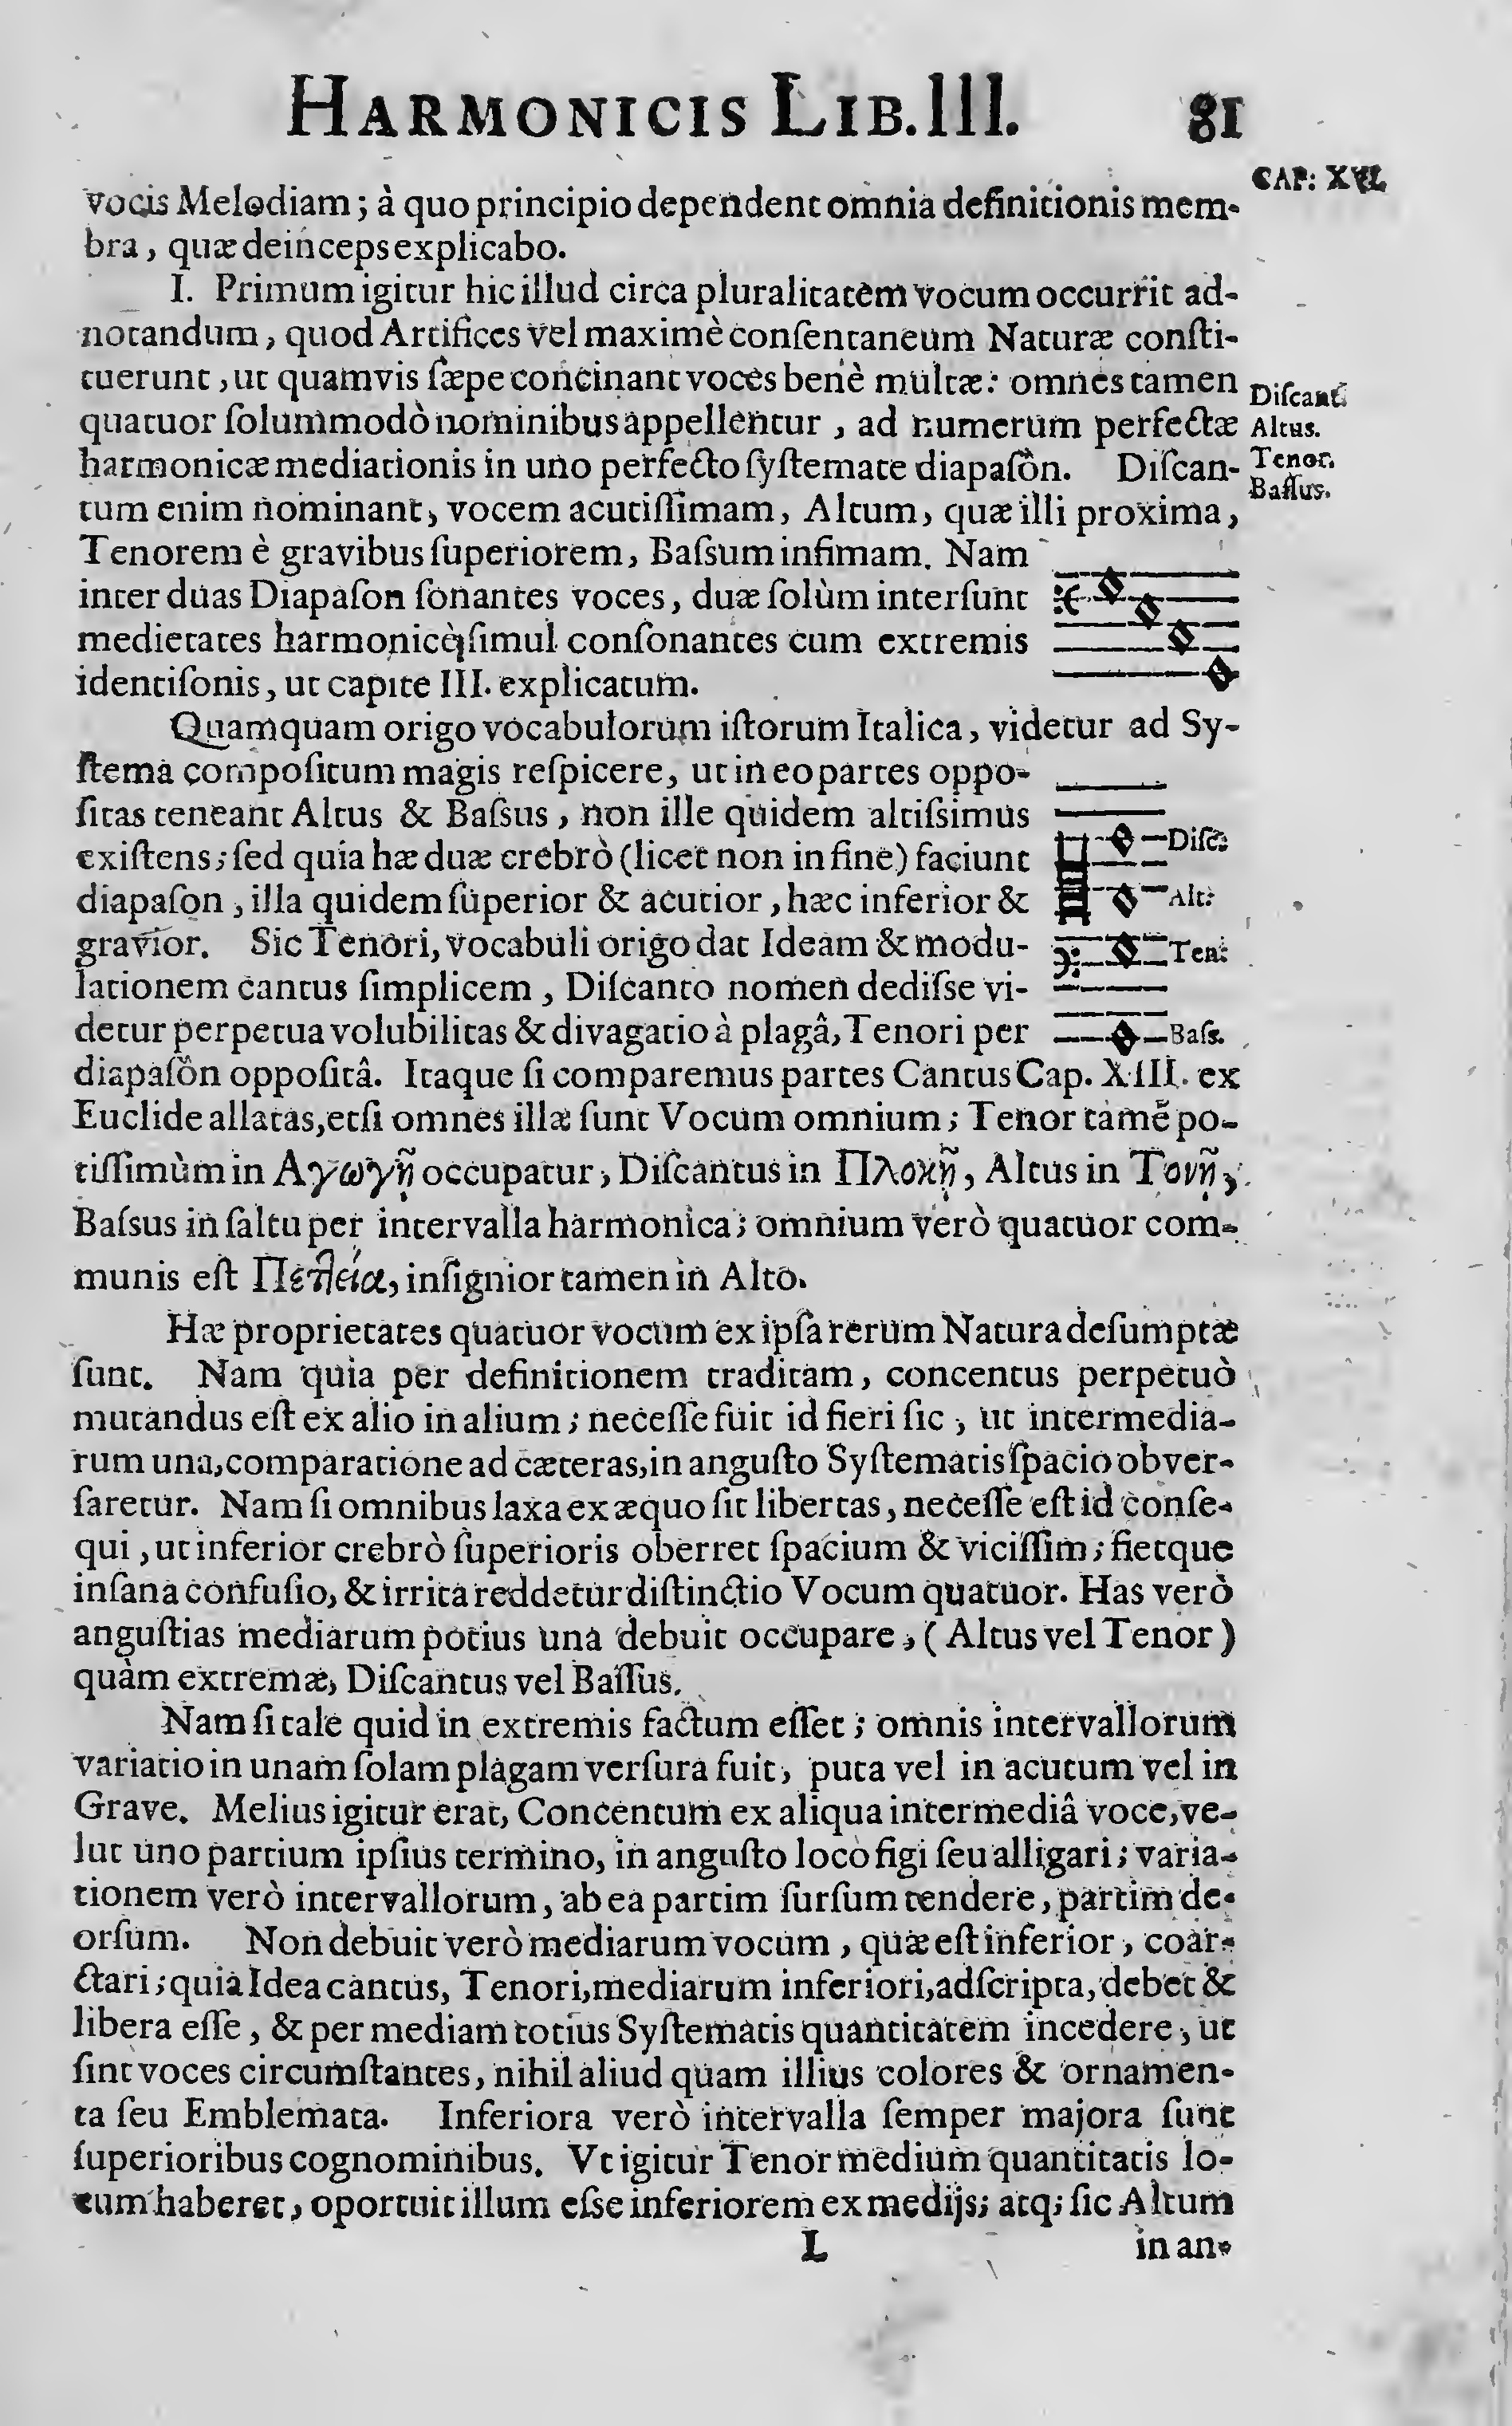 HARMONICIS LIB. III. 81
CAP: XVI.
vocis Melodiam; à quo principio dependent omnia definitionis mem-
bra, quæ deinceps explicabo.
I. Primum igitur hic illud circa pluralitatem vocum occurrit ad-
notandum, quod Artifices vel maximè conſentaneum Naturæ conſti-
tuerunt, ut quamvis ſæpe concinant voces benè multæ: omnes tamen
quatuor ſolummodò nominibus appellentur, ad numerum perfectæ
harmonicæ mediationis in uno perfecto ſyſtemate diapaſôn. Diſcan-
Diſcant.
Altus.
Tenor.
Baſſus.
tum enim nominant, vocem acutiſſimam, Altum, quæ illi proxima,
Tenorem è gravibus ſuperiorem, Baſsum infimam. Nam
inter duas Diapaſon ſonantes voces, duæ ſolùm interſunt
medietates harmonicèq; ſimul conſonantes cum extremis
identiſonis, ut capite III. explicatum.
Quamquam origo vocabulorum iſtorum Italica, videtur ad Sy-
ſtema compoſitum magis reſpicere, ut in eo partes oppo-
ſitas teneant Altus & Baſsus, non ille quidem altiſsimus
exiſtens; ſed quia hæ duæ crebrò (licet non in fine) faciunt
diapaſon, illa quidem ſuperior & acutior, hæc inferior &
gravior. Sic Tenori, vocabuli origo dat Ideam & modu-
lationem cantus ſimplicem, Diſcanto nomen dediſse vi-
detur perpetua volubilitas & divagatio à plagâ, Tenori per
Diſc:
Alt:
Ten:
Baſs.
diapaſôn oppoſitâ. Itaque ſi comparemus partes Cantus Cap. XIII. ex
Euclide allatas, etſi omnes illæ ſunt Vocum omnium; Tenor tamē po-
tiſſimùm in Αγωγῇ occupatur, Diſcantus in Πλοκῇ, Altus in Τονῇ,
Baſsus in ſaltu per intervalla harmonica; omnium verò quatuor com-
munis eſt Πετλεία, inſignior tamen in Alto.
Hæ proprietates quatuor vocum ex ipſa rerum Natura deſumptæ
ſunt. Nam quia per definitionem traditam, concentus perpetuò
mutandus eſt ex alio in alium; neceſſe fuit id fieri ſic, ut intermedia-
rum una, comparatione ad cæteras, in anguſto Syſtematis ſpacio obver-
ſaretur. Nam ſi omnibus laxa ex æquo ſit libertas, neceſſe eſt id conſe-
qui, ut inferior crebrò ſuperioris oberret ſpacium & viciſſim; fietque
inſana confuſio, & irrita reddetur diſtinctio Vocum quatuor. Has verò
anguſtias mediarum potius una debuit occupare, (Altus vel Tenor)
quàm extremæ, Diſcantus vel Baſſus.
Nam ſi tale quid in extremis factum eſſet; omnis intervallorum
variatio in unam ſolam plagam verſura fuit, puta vel in acutum vel in
Grave. Melius igitur erat, Concentum ex aliqua intermediâ voce, ve-
lut uno partium ipſius termino, in anguſto loco figi ſeu alligari; varia-
tionem verò intervallorum, ab ea partim ſurſum tendere, partim de-
orſum. Non debuit verò mediarum vocum, quæ eſt inferior, coar-
ctari; quia Idea cantus, Tenori, mediarum inferiori, adſcripta, debet &
libera eſſe, & per mediam totius Syſtematis quantitatem incedere, ut
ſint voces circumſtantes, nihil aliud quam illius colores & ornamen-
ta ſeu Emblemata. Inferiora verò intervalla ſemper majora ſunt
ſuperioribus cognominibus. Vt igitur Tenor medium quantitatis lo-
cum haberet, oportuit illum eſse inferiorem ex medijs; atq; ſic Altum
L in an-